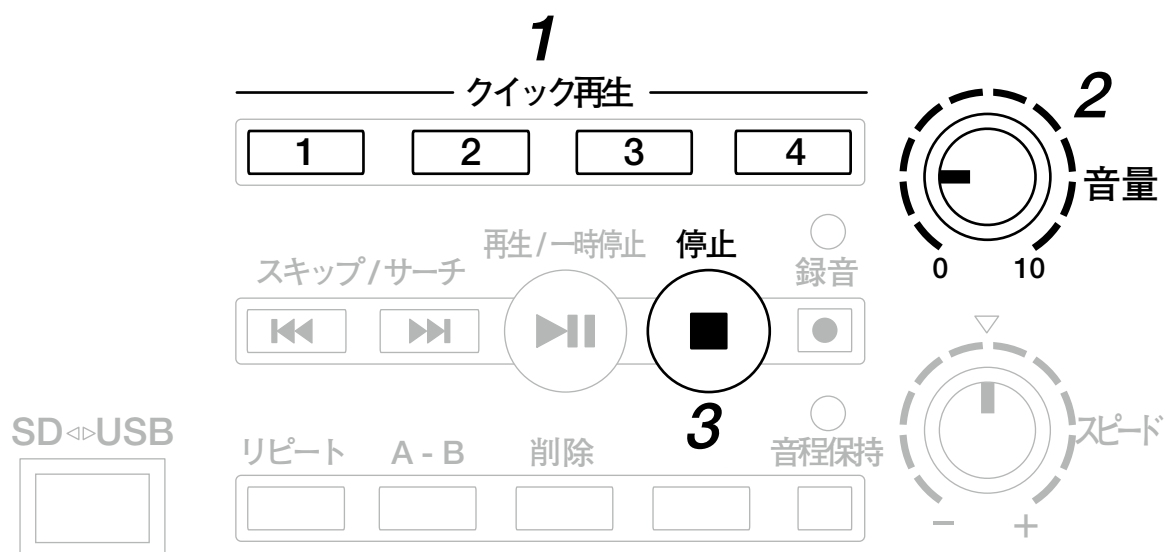 1
クイック再生
2
1 2 3 4
音量
0 10
再生/一時停止 停止
スキップ/サーチ 録音
3
SD◁▷USB
スピード
リピート A - B 削除 音程保持
− +